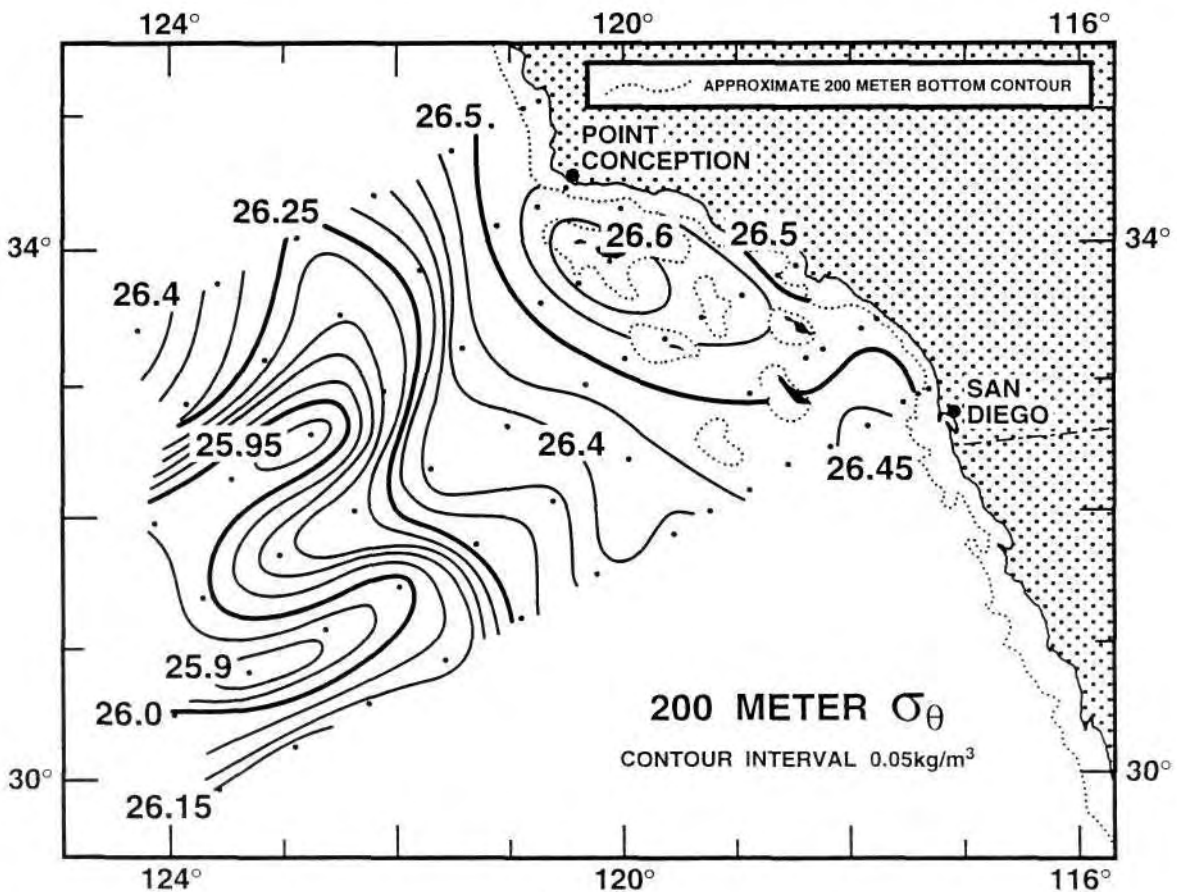 124° 120° 116°
APPROXIMATE 200 METER BOTTOM CONTOUR
26.5
POINT
CONCEPTION
26.25
34° 26.6 26.5 34°
26.4
SAN
DIEGO
25.95 26.4 26.45
25.9
26.0
200 METER σθ
CONTOUR INTERVAL 0.05kg/m³
30° 30°
26.15
124° 120° 116°